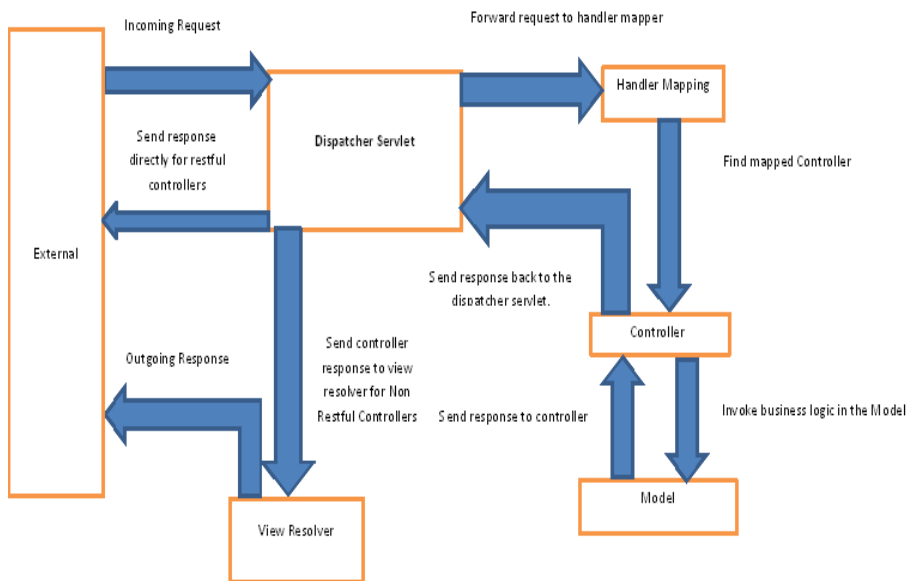 Incoming Request
Forward request to handler mapper
Handler Mapping
Dispatcher Servlet
Send response
directly for restful
controllers
Find mapped Controller
External
Send response back to the
dispatcher servlet.
Controller
Send controller
response to view
resolver for Non
Restful Controllers
Outgoing Response
Send response to controller
Invoke business logic in the Model
Model
View Resolver